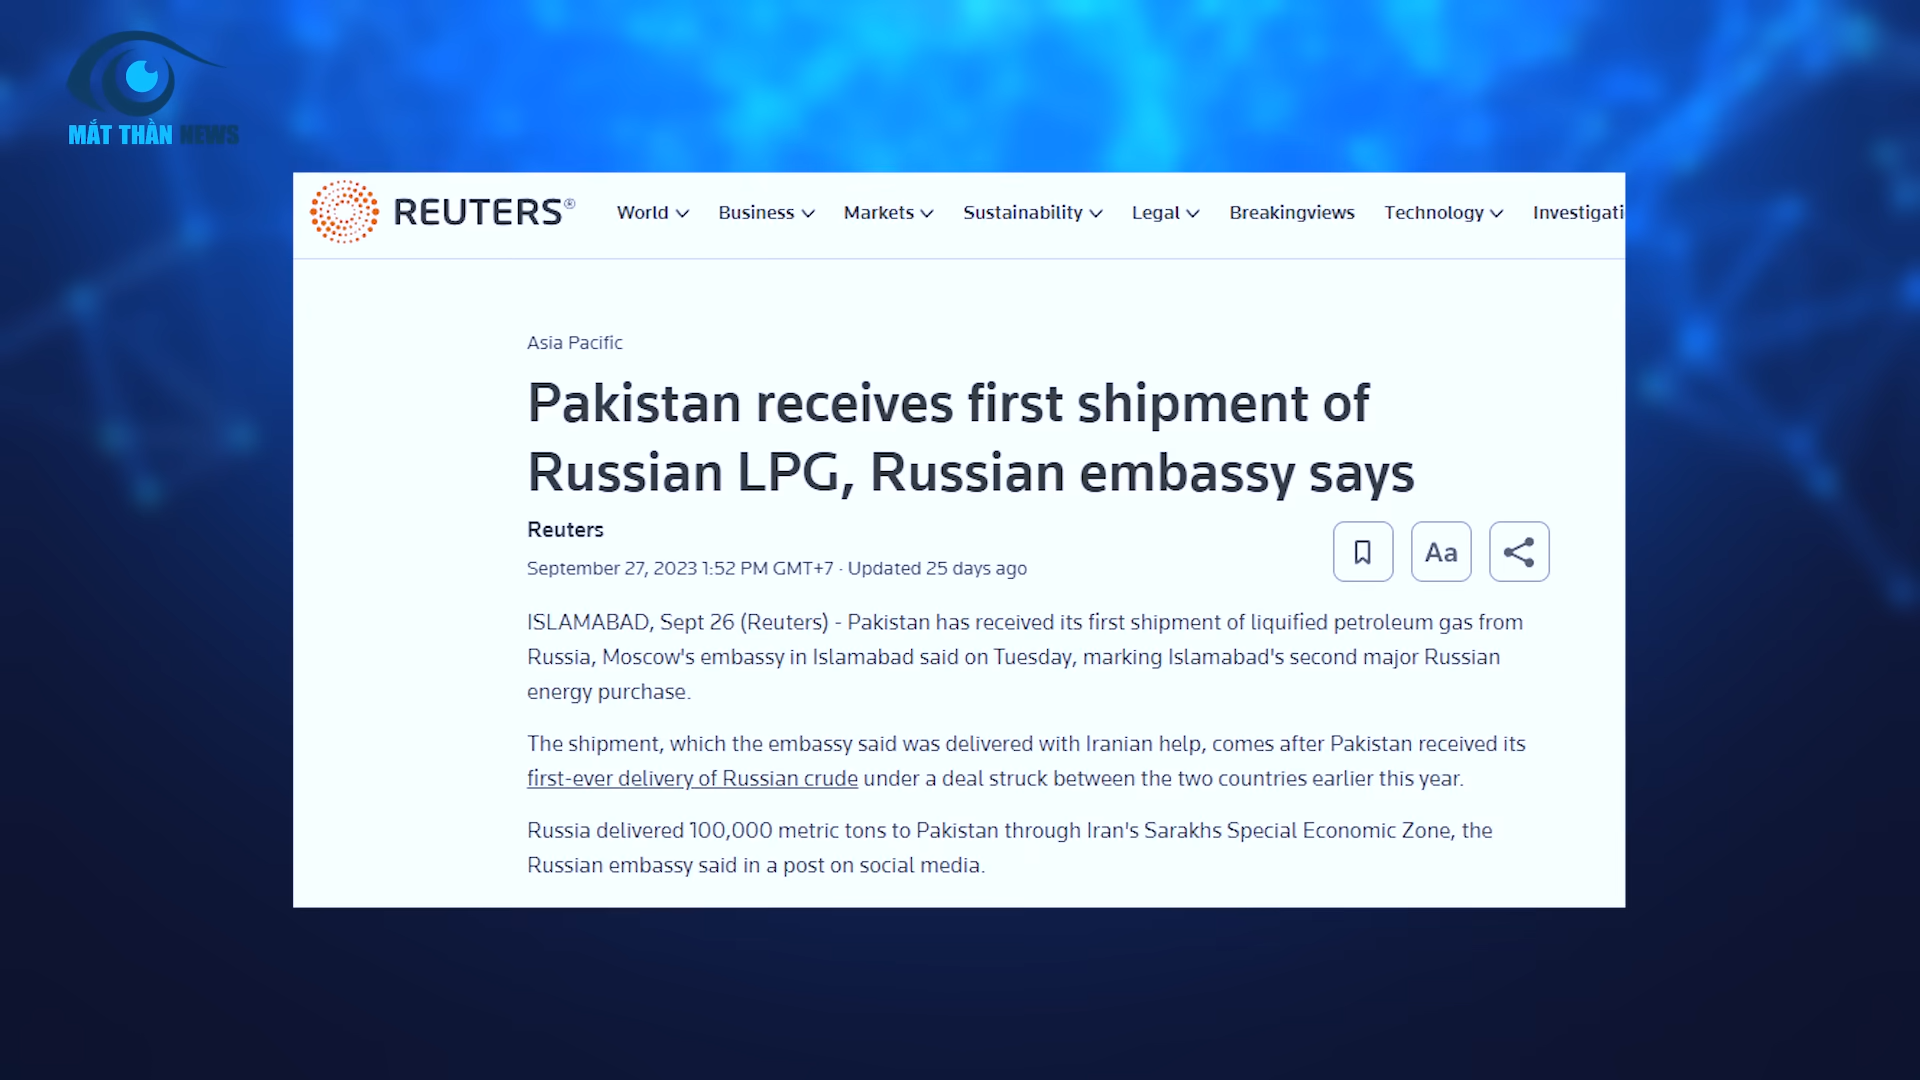 MẮT THẦN NEWS
REUTERS®
World Business Markets Sustainability Legal Breakingviews Technology Investigati
Asia Pacific
Pakistan receives first shipment of
Russian LPG, Russian embassy says
Reuters
September 27, 2023 1:52 PM GMT+7 · Updated 25 days ago
Aa
ISLAMABAD, Sept 26 (Reuters) - Pakistan has received its first shipment of liquified petroleum gas from
Russia, Moscow's embassy in Islamabad said on Tuesday, marking Islamabad's second major Russian
energy purchase.
The shipment, which the embassy said was delivered with Iranian help, comes after Pakistan received its
first-ever delivery of Russian crude under a deal struck between the two countries earlier this year.
Russia delivered 100,000 metric tons to Pakistan through Iran's Sarakhs Special Economic Zone, the
Russian embassy said in a post on social media.